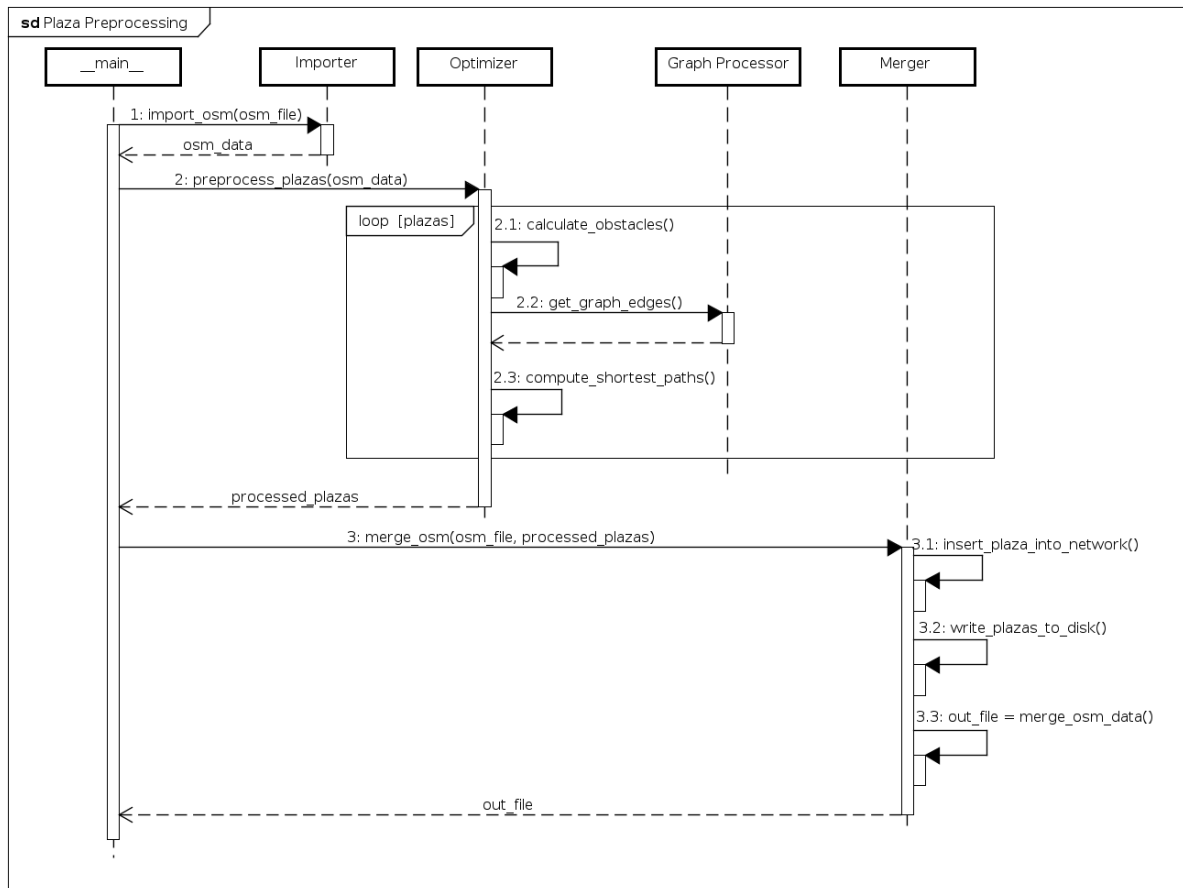 sd Plaza Preprocessing
__main__
Importer
Optimizer
Graph Processor
Merger
1: import_osm(osm_file)
osm_data
2: preprocess_plazas(osm_data)
loop [plazas]
2.1: calculate_obstacles()
2.2: get_graph_edges()
2.3: compute_shortest_paths()
processed_plazas
3: merge_osm(osm_file, processed_plazas)
3.1: insert_plaza_into_network()
3.2: write_plazas_to_disk()
3.3: out_file = merge_osm_data()
out_file